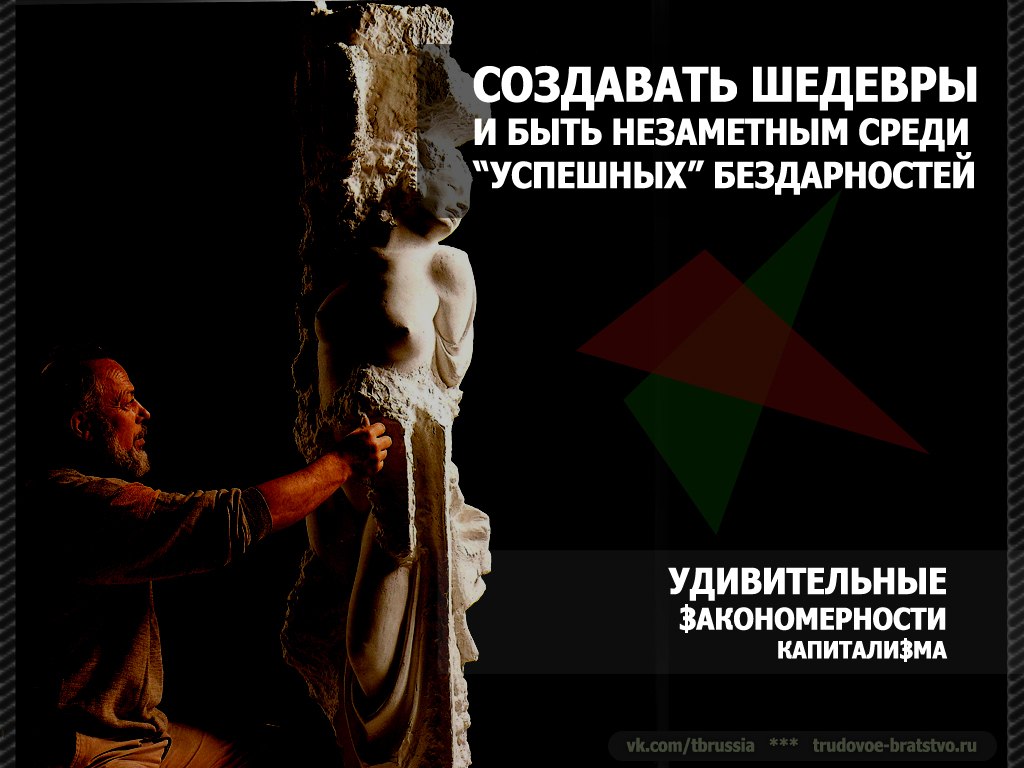 СОЗДАВАТЬ ШЕДЕВРЫ
И БЫТЬ НЕЗАМЕТНЫМ СРЕДИ
“УСПЕШНЫХ” БЕЗДАРНОСТЕЙ
УДИВИТЕЛЬНЫЕ
$АКОНОМЕРНОСТИ
КАПИТАЛИ$МА
vk.com/tbrussia *** trudovoe-bratstvo.ru